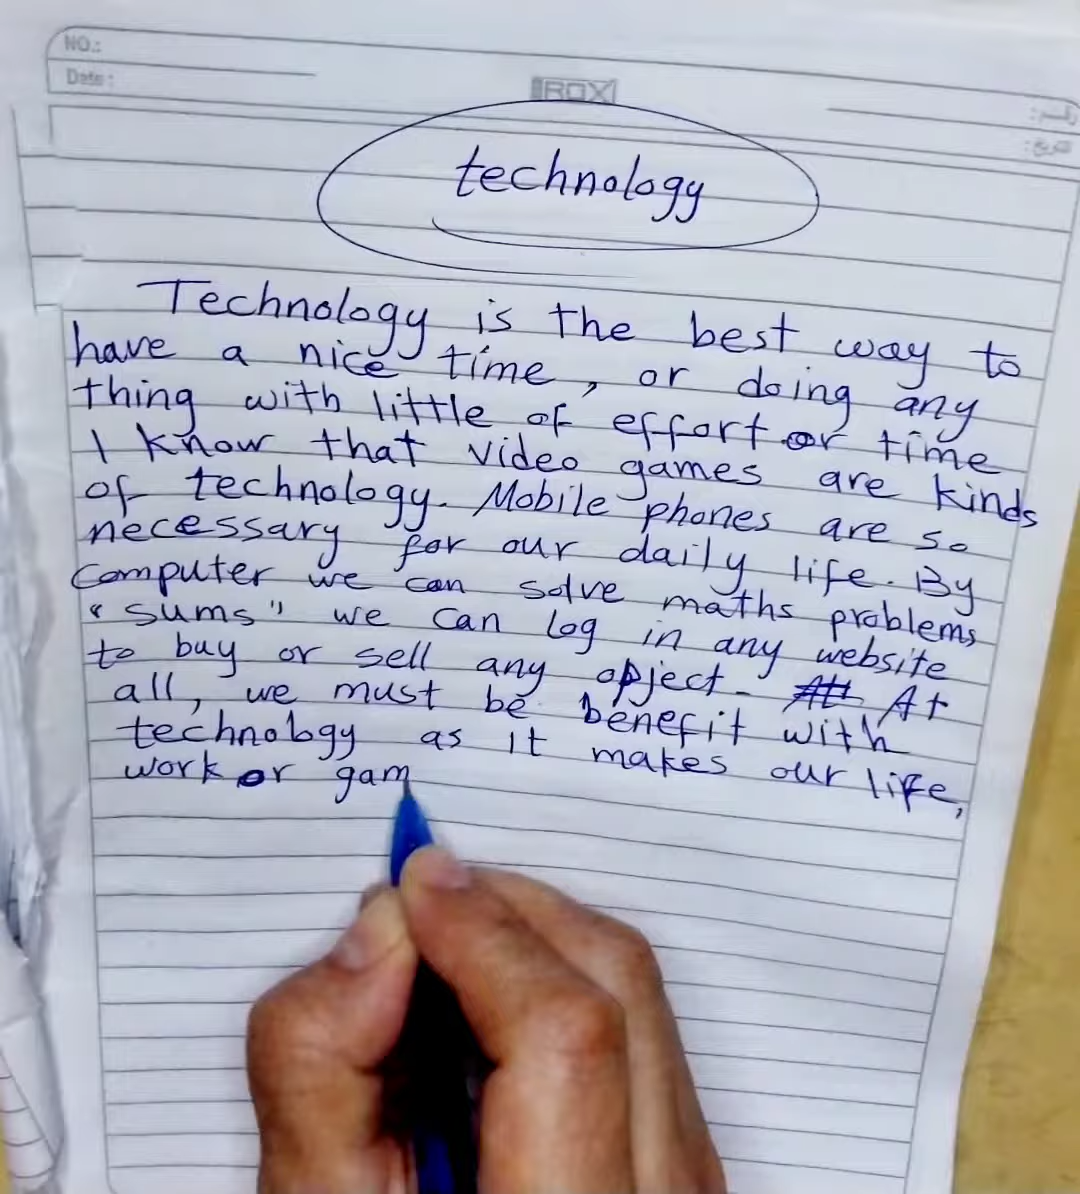 NO.:
Date:
ROX
التاريخ:
technology
Technology is the best way to
have a nice time, or doing any
thing with little of effort or time
I know that video games are kinds
of technology. Mobile phones are so
necessary for our daily life. By
computer we can solve maths problems
"sums" we can log in any website
to buy or sell any opject. At
all, we must be benefit with
technology as it makes our life,
work or gam